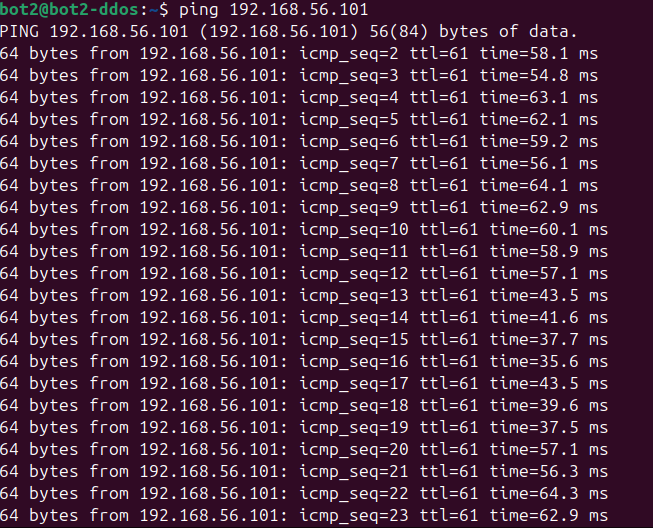 bot2@bot2-ddos:~$ ping 192.168.56.101
PING 192.168.56.101 (192.168.56.101) 56(84) bytes of data.
64 bytes from 192.168.56.101: icmp_seq=2 ttl=61 time=58.1 ms
64 bytes from 192.168.56.101: icmp_seq=3 ttl=61 time=54.8 ms
64 bytes from 192.168.56.101: icmp_seq=4 ttl=61 time=63.1 ms
64 bytes from 192.168.56.101: icmp_seq=5 ttl=61 time=62.1 ms
64 bytes from 192.168.56.101: icmp_seq=6 ttl=61 time=59.2 ms
64 bytes from 192.168.56.101: icmp_seq=7 ttl=61 time=56.1 ms
64 bytes from 192.168.56.101: icmp_seq=8 ttl=61 time=64.1 ms
64 bytes from 192.168.56.101: icmp_seq=9 ttl=61 time=62.9 ms
64 bytes from 192.168.56.101: icmp_seq=10 ttl=61 time=60.1 ms
64 bytes from 192.168.56.101: icmp_seq=11 ttl=61 time=58.9 ms
64 bytes from 192.168.56.101: icmp_seq=12 ttl=61 time=57.1 ms
64 bytes from 192.168.56.101: icmp_seq=13 ttl=61 time=43.5 ms
64 bytes from 192.168.56.101: icmp_seq=14 ttl=61 time=41.6 ms
64 bytes from 192.168.56.101: icmp_seq=15 ttl=61 time=37.7 ms
64 bytes from 192.168.56.101: icmp_seq=16 ttl=61 time=35.6 ms
64 bytes from 192.168.56.101: icmp_seq=17 ttl=61 time=43.5 ms
64 bytes from 192.168.56.101: icmp_seq=18 ttl=61 time=39.6 ms
64 bytes from 192.168.56.101: icmp_seq=19 ttl=61 time=37.5 ms
64 bytes from 192.168.56.101: icmp_seq=20 ttl=61 time=57.1 ms
64 bytes from 192.168.56.101: icmp_seq=21 ttl=61 time=56.3 ms
64 bytes from 192.168.56.101: icmp_seq=22 ttl=61 time=64.3 ms
64 bytes from 192.168.56.101: icmp_seq=23 ttl=61 time=62.9 ms